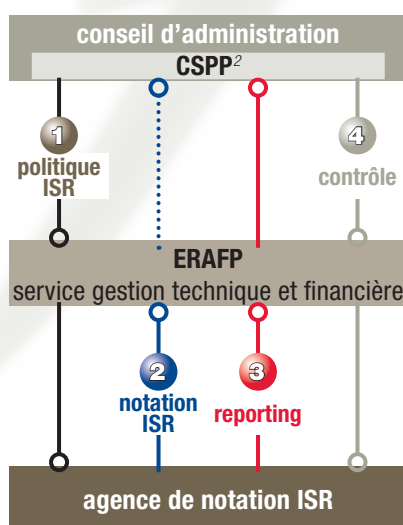 conseil d'administration
CSPP²
1
politique
ISR
4
contrôle
ERAFP
service gestion technique et financière
2
notation
ISR
3
reporting
agence de notation ISR